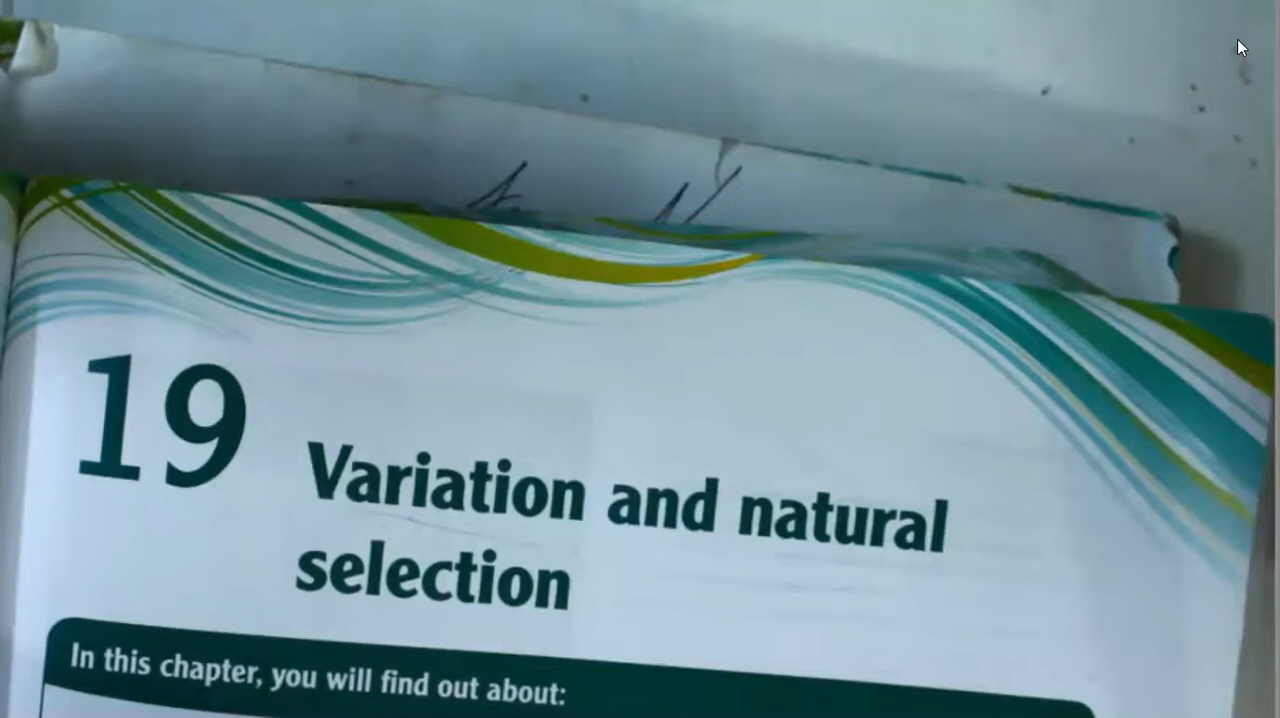 19
Variation and natural
selection
In this chapter, you will find out about: